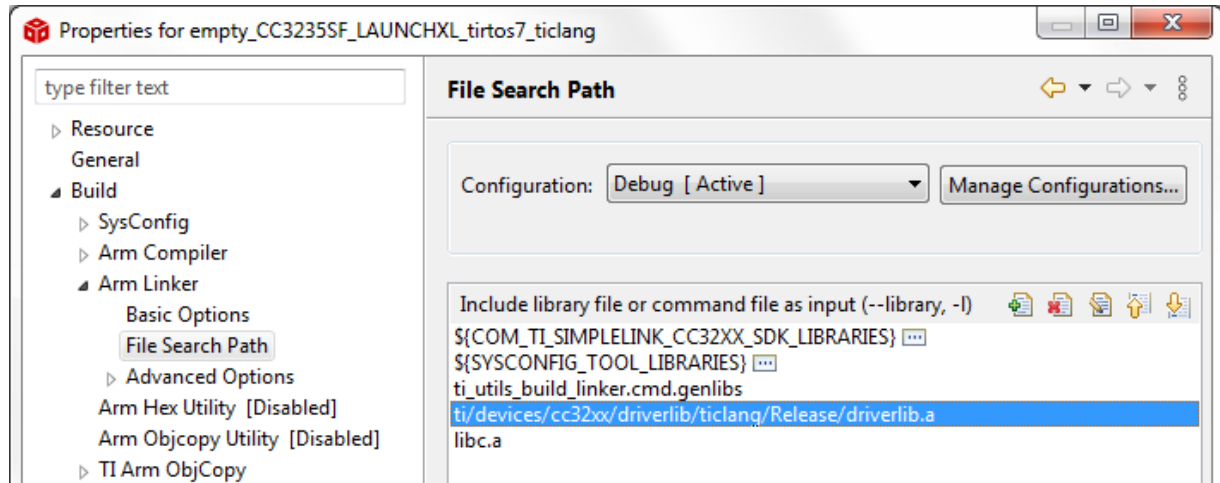 Properties for empty_CC3235SF_LAUNCHXL_tirtos7_ticlang
type filter text
Resource
General
Build
SysConfig
Arm Compiler
Arm Linker
Basic Options
File Search Path
Advanced Options
Arm Hex Utility [Disabled]
Arm Objcopy Utility [Disabled]
TI Arm ObjCopy
File Search Path
Configuration: Debug [ Active ] Manage Configurations...
Include library file or command file as input (--library, -l)
${COM_TI_SIMPLELINK_CC32XX_SDK_LIBRARIES}
${SYSCONFIG_TOOL_LIBRARIES}
ti_utils_build_linker.cmd.genlibs
ti/devices/cc32xx/driverlib/ticlang/Release/driverlib.a
libc.a